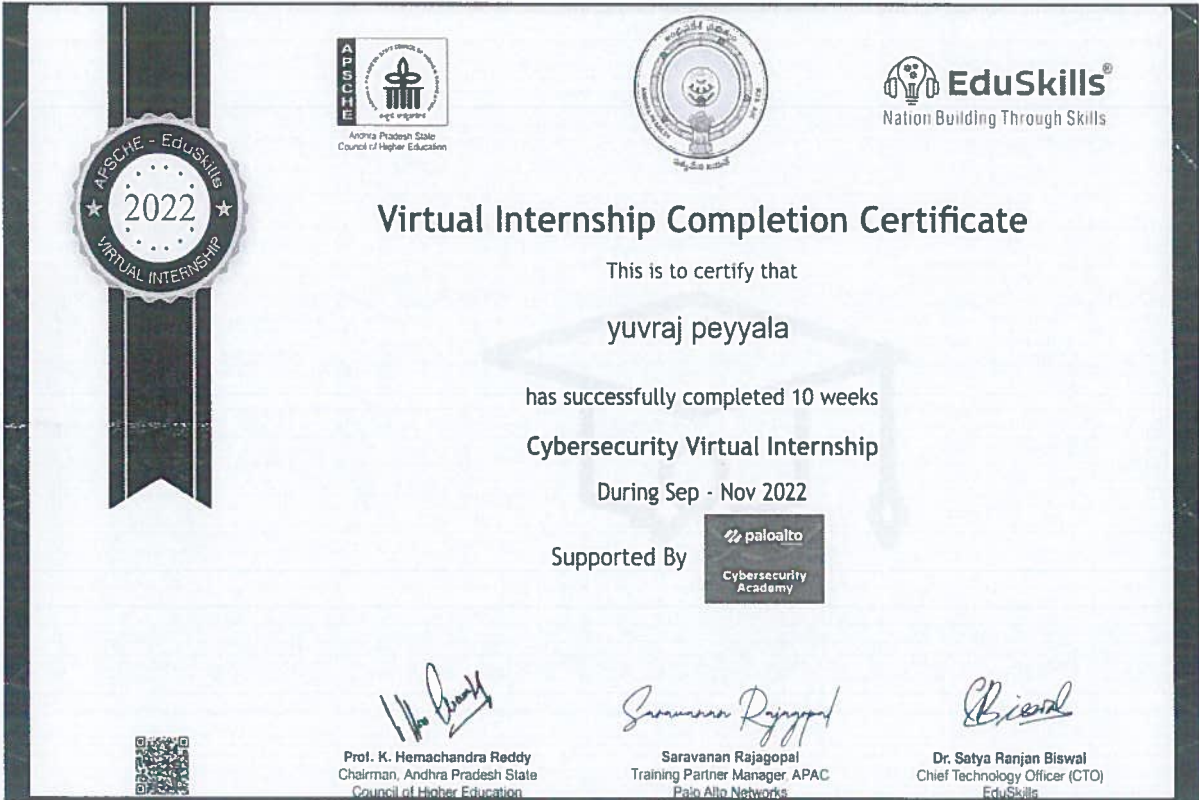 APSCHE
Andhra Pradesh State
Council of Higher Education
EduSkills®
Nation Building Through Skills
APSCHE - EduSkills
2022
VIRTUAL INTERNSHIP
Virtual Internship Completion Certificate
This is to certify that
yuvraj peyyala
has successfully completed 10 weeks
Cybersecurity Virtual Internship
During Sep - Nov 2022
Supported By
paloalto
Cybersecurity
Academy
Saravanan Rajagopal
SBiswal
Prof. K. Hemachandra Reddy
Chairman, Andhra Pradesh State
Council of Higher Education
Saravanan Rajagopal
Training Partner Manager, APAC
Palo Alto Networks
Dr. Satya Ranjan Biswal
Chief Technology Officer (CTO)
EduSkills